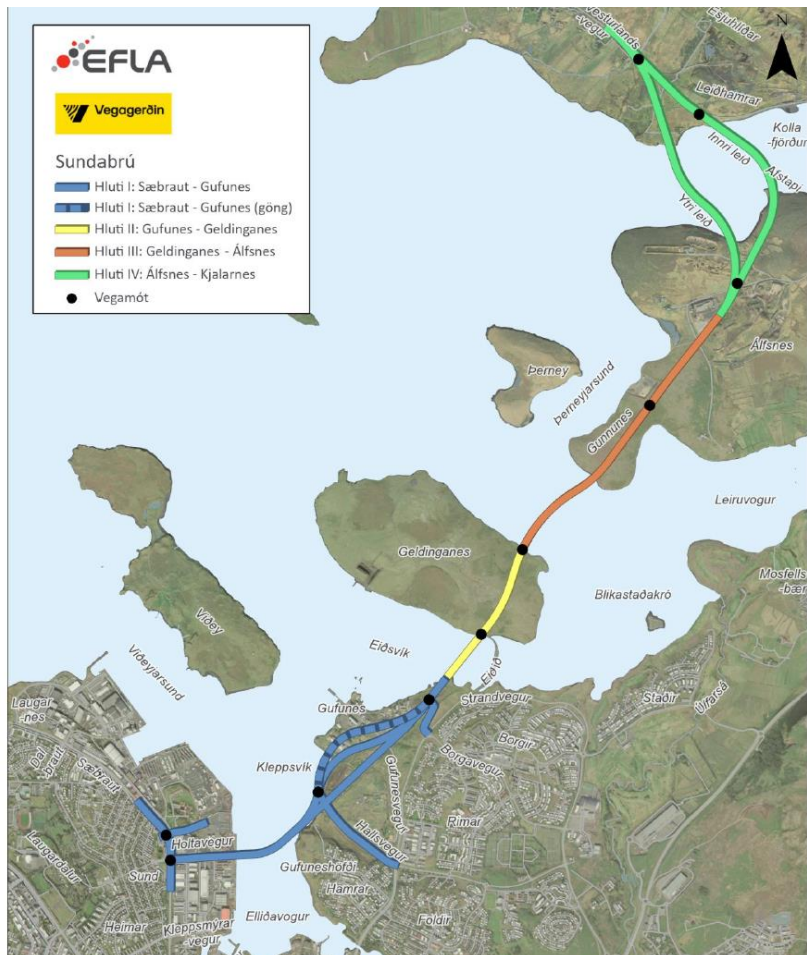 EFLA
Vegagerðin
Sundabrú
Hluti I: Sæbraut - Gufunes
Hluti I: Sæbraut - Gufunes (göng)
Hluti II: Gufunes - Geldinganes
Hluti III: Geldinganes - Álfsnes
Hluti IV: Álfsnes - Kjalarnes
Vegamót
N
Vesturlands
-vegur
Esjuhlíðar
Leiðhamrar
Kolla
-fjörður
Innri leið
Afstapi
Ytri leið
Álfsnes
Þerney
Þerneyjarsund
Gunnunes
Leiruvogur
Geldinganes
Mosfells
-bær
Blikastaðakró
Viðey
Eiðsvík
Eiðið
Viðeyjarsund
Gufunes
Strandvegur
Staðir
Úlfarsá
Laugar
-nes
Borgir
Borgavegur
Dal
-braut
Sæbraut
Kleppsvík
Gufunesvegur
Rimar
Holtavegur
Hallsvegur
Laugardalur
Sund
Gufuneshöfði
Hamrar
Heimar
Kleppsmýrar
-vegur
Elliðavogur
Foldir